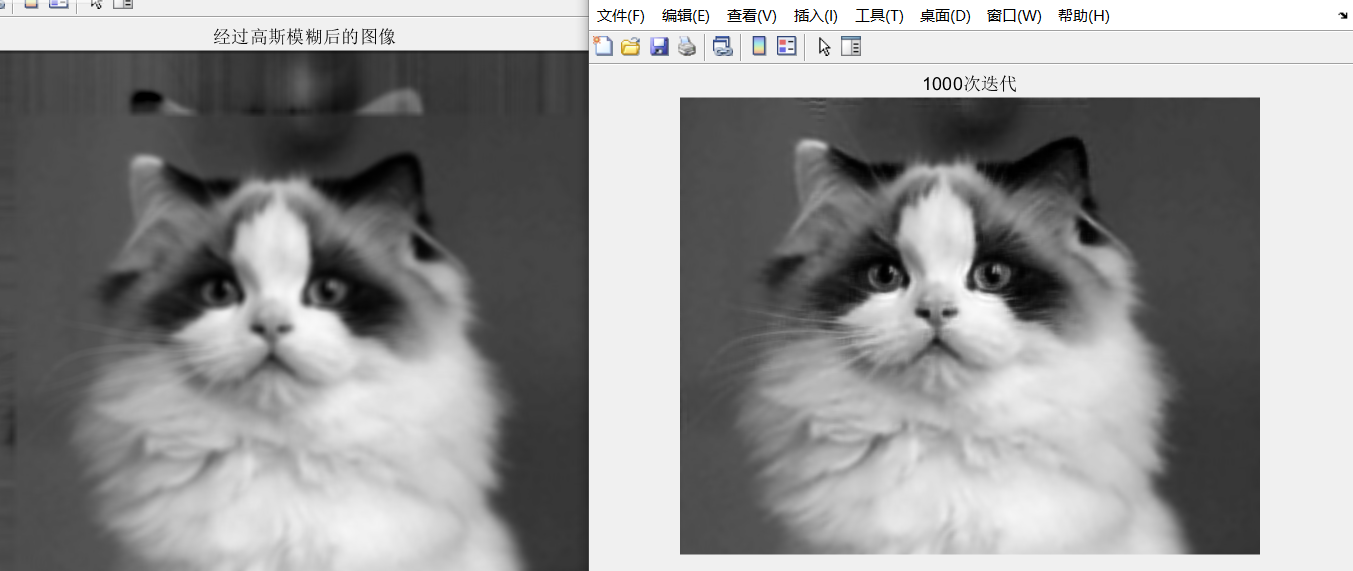 经过高斯模糊后的图像
文件(F) 编辑(E) 查看(V) 插入(I) 工具(T) 桌面(D) 窗口(W) 帮助(H)
1000次迭代